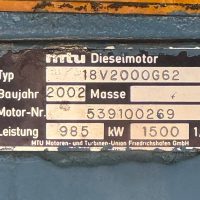 mtu Dieselmotor
Typ 18V2000G62
Baujahr 2002 Masse
Motor-Nr. 539100269
Leistung 985 kW 1500 1/
MTU Motoren- und Turbinen-Union Friedrichshafen GmbH